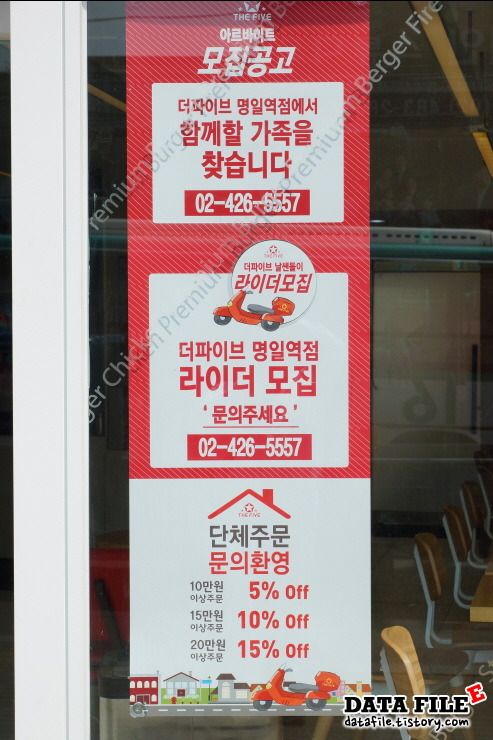 THE FIVE
아르바이트
모집공고
더파이브 명일역점에서
함께할 가족을
찾습니다
02-426-5557
THE FIVE
더파이브 날쌘돌이
라이더모집
더파이브 명일역점
라이더 모집
' 문의주세요 '
02-426-5557
THE FIVE
단체주문
문의환영
10만원
이상주문
5% Off
15만원
이상주문
10% Off
20만원
이상주문
15% Off
DATA FILE
datafile.tistory.com